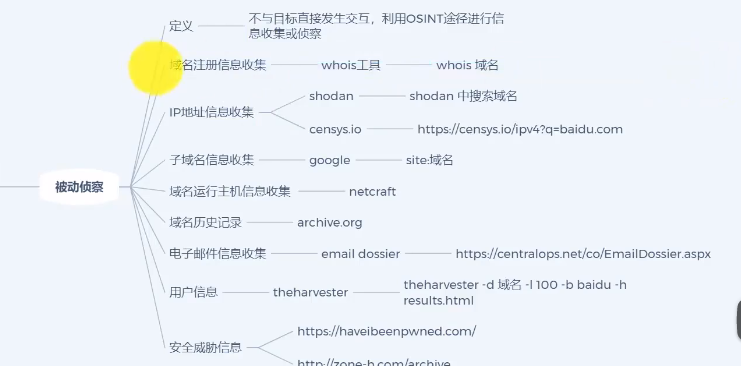 定义
不与目标直接发生交互，利用OSINT途径进行信
息收集或侦察
域名注册信息收集
whois工具
whois 域名
IP地址信息收集
shodan
shodan 中搜索域名
censys.io
https://censys.io/ipv4?q=baidu.com
子域名信息收集
google
site:域名
被动侦察
域名运行主机信息收集
netcraft
域名历史记录
archive.org
电子邮件信息收集
email dossier
https://centralops.net/co/EmailDossier.aspx
用户信息
theharvester
theharvester -d 域名 -l 100 -b baidu -h
results.html
安全威胁信息
https://haveibeenpwned.com/
http://zone-h.com/archive